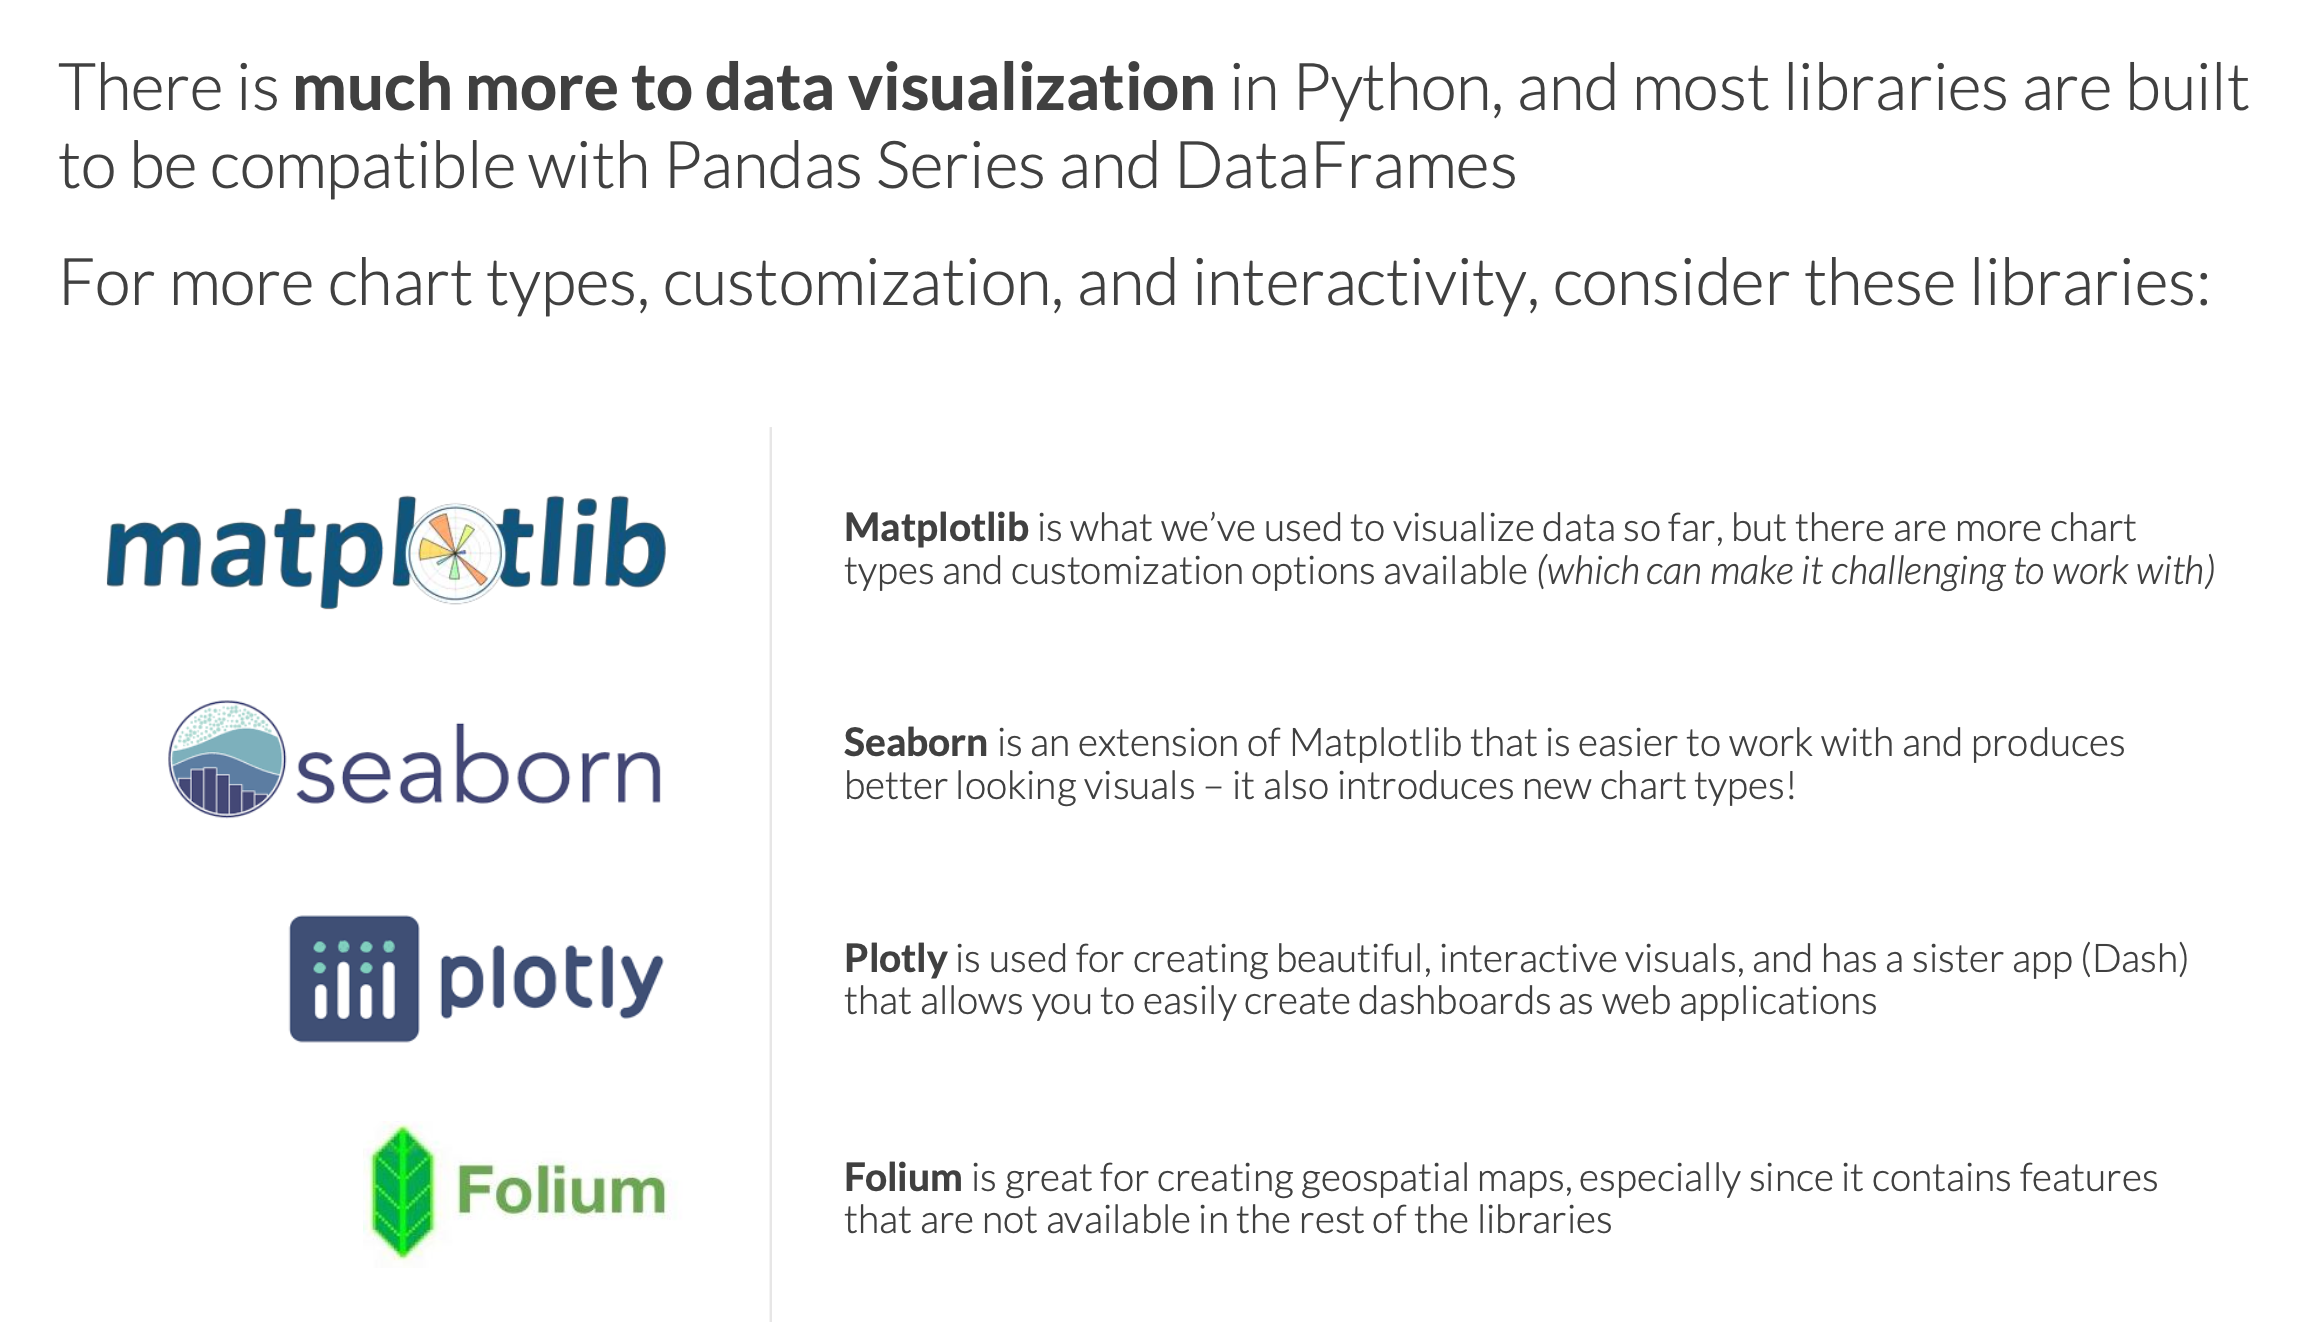 There is much more to data visualization in Python, and most libraries are built
to be compatible with Pandas Series and DataFrames
For more chart types, customization, and interactivity, consider these libraries:
matplotlib
Matplotlib is what we’ve used to visualize data so far, but there are more chart
types and customization options available (which can make it challenging to work with)
seaborn
Seaborn is an extension of Matplotlib that is easier to work with and produces
better looking visuals – it also introduces new chart types!
plotly
Plotly is used for creating beautiful, interactive visuals, and has a sister app (Dash)
that allows you to easily create dashboards as web applications
Folium
Folium is great for creating geospatial maps, especially since it contains features
that are not available in the rest of the libraries